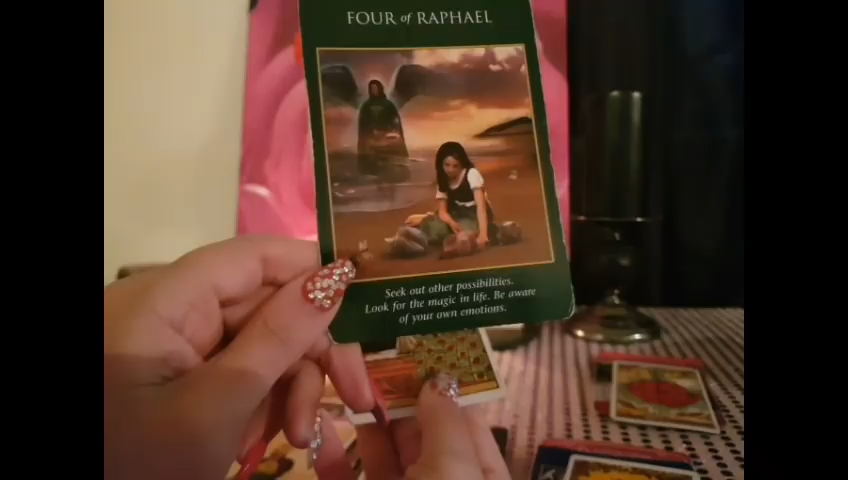 FOUR of RAPHAEL
Seek out other possibilities.
Look for the magic in life. Be aware
of your own emotions.